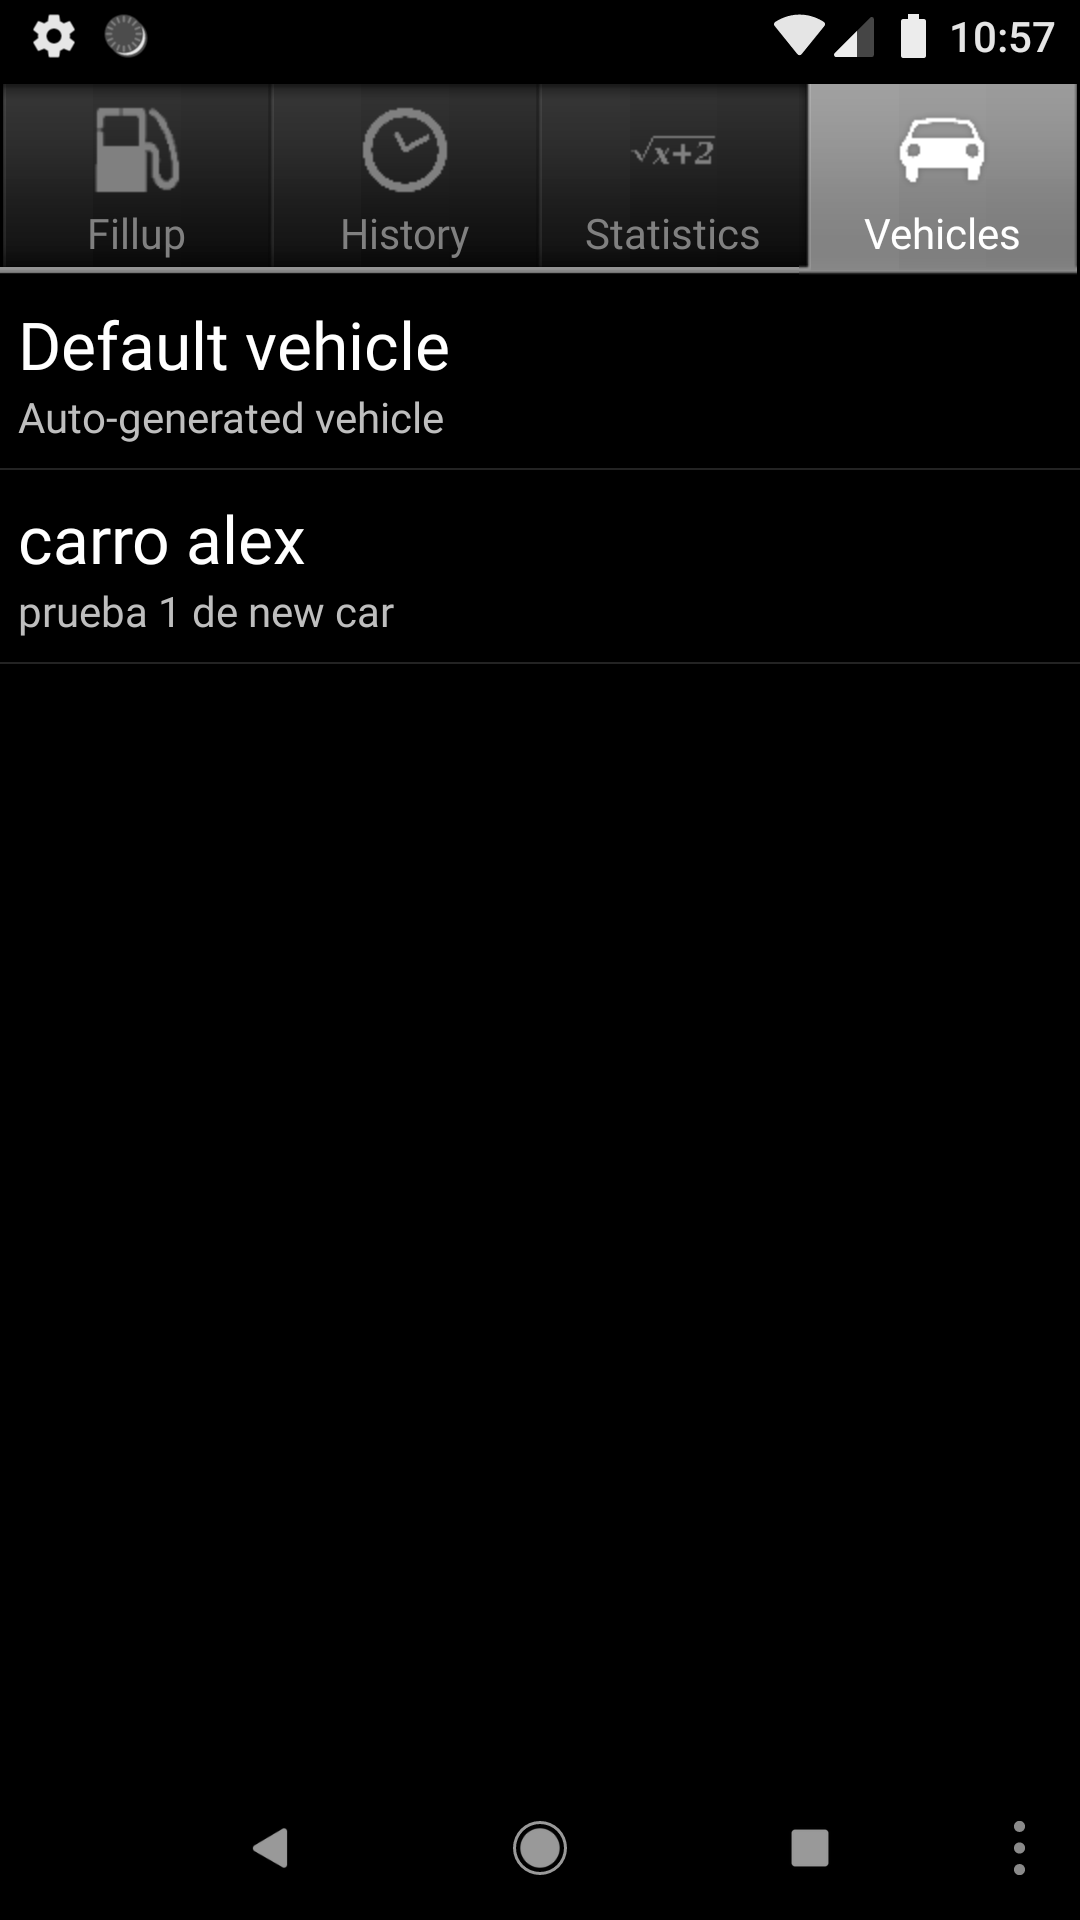 10:57
Fillup
History
√x+2
Statistics
Vehicles
Default vehicle
Auto-generated vehicle
carro alex
prueba 1 de new car